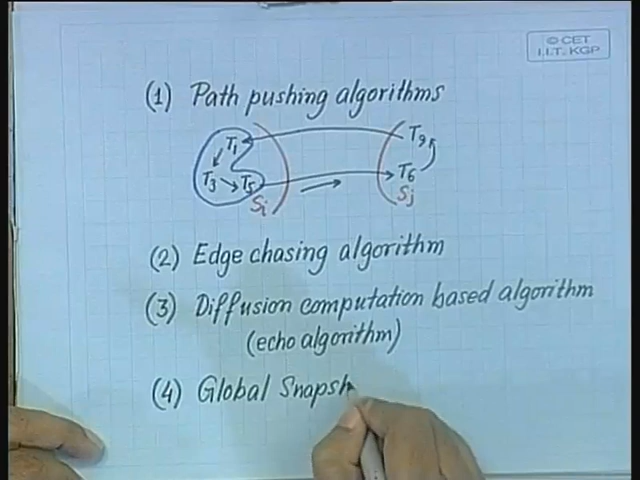 © CET
I.I.T. KGP
(1) Path pushing algorithms
T1 T9
T3 T5 T6
Si Sj
(2) Edge chasing algorithm
(3) Diffusion computation based algorithm
(echo algorithm)
(4) Global Snapsh